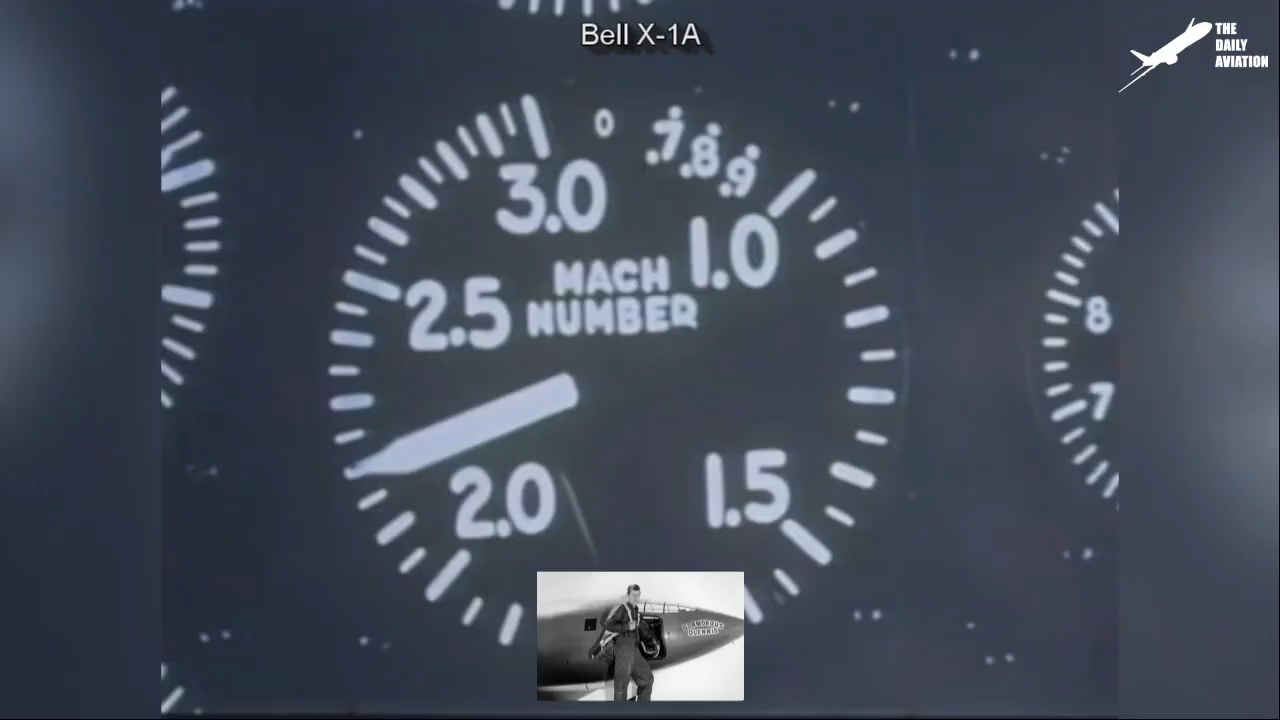 Bell X-1A
THE
DAILY
AVIATION
0
.7
.8
.9
1.0
3.0
MACH
NUMBER
2.5
2.0
1.5
8
7
GLAMOROUS
GLENNIS